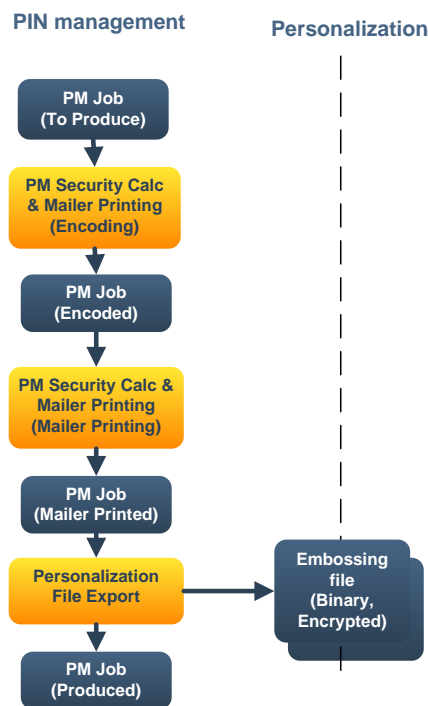 PIN management
Personalization
PM Job
(To Produce)
PM Security Calc
& Mailer Printing
(Encoding)
PM Job
(Encoded)
PM Security Calc &
Mailer Printing
(Mailer Printing)
PM Job
(Mailer Printed)
Personalization
File Export
Embossing
file
(Binary,
Encrypted)
PM Job
(Produced)